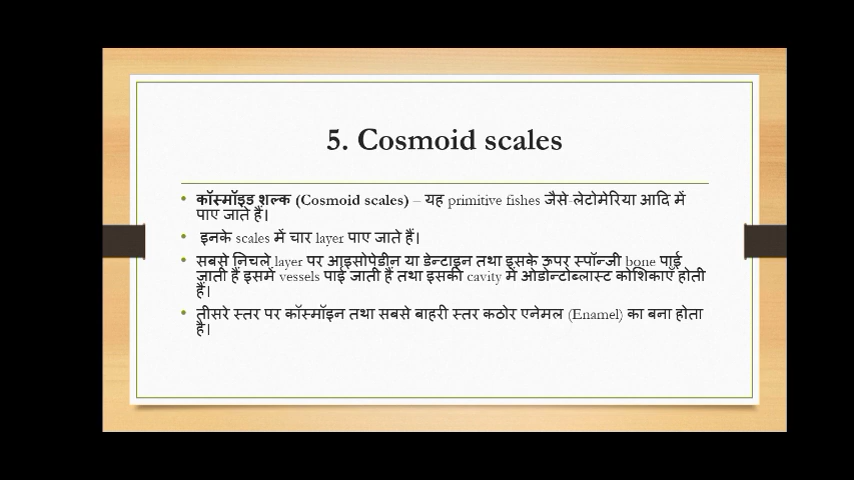 5. Cosmoid scales
• कॉस्मॉइड शल्क (Cosmoid scales) – यह primitive fishes जैसे-लेटोमेरिया आदि में
पाए जाते हैं।
• इनके scales में चार layer पाए जाते हैं।
• सबसे निचले layer पर आइसोपेडीन या डेन्टाइन तथा इसके ऊपर स्पॉन्जी bone पाई
जाती हैं इसमें vessels पाई जाती हैं तथा इसकी cavity में ओडोन्टोब्लास्ट कोशिकाएँ होती
हैं।
• तीसरे स्तर पर कॉस्मॉइन तथा सबसे बाहरी स्तर कठोर एनेमल (Enamel) का बना होता
है।